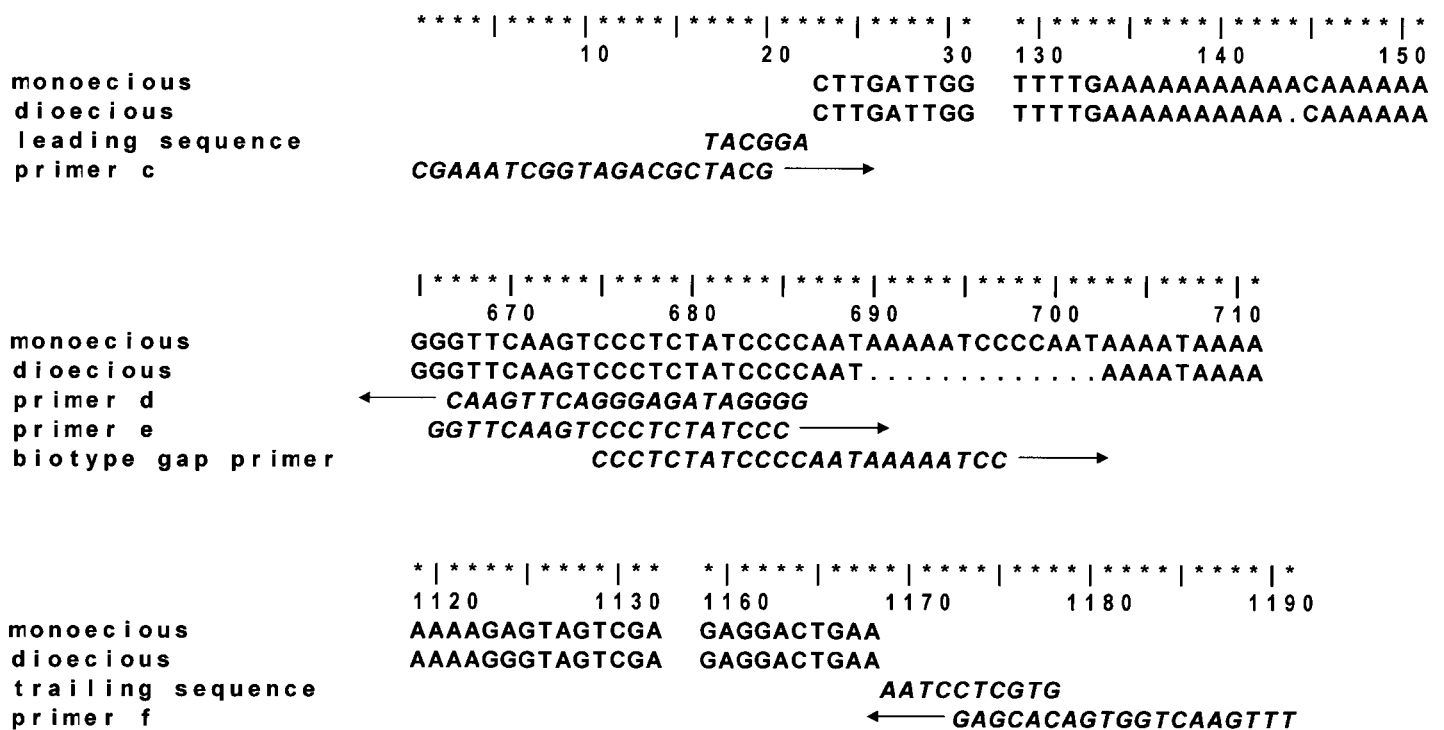 * * * * | * * * * | * * * * | * * * * | * * * * | * * * * | * * | * * * * | * * * * | * * * * | * * * * | *
10 20 30 130 140 150
monoecious CTTGATTGG TTTTGAAAAAAAAAAACAAAAAA
dioecious CTTGATTGG TTTTGAAAAAAAAAA.CAAAAAA
leading sequence TACGGA
primer c CGAAATCGGTAGACGCTACG
| * * * * | * * * * | * * * * | * * * * | * * * * | * * * * | * * * * | * * * * | * * * * | *
670 680 690 700 710
monoecious GGGTTCAAGTCCCTCTATCCCCAATAAAAATCCCCAATAAAATAAAA
dioecious GGGTTCAAGTCCCTCTATCCCCAAT.............AAAATAAAA
primer d CAAGTTCAGGGAGATAGGGG
primer e GGTTCAAGTCCCTCTATCCC
biotype gap primer CCCTCTATCCCCAATAAAAATCC
* | * * * * | * * * * | * * * | * * * * | * * * * | * * * * | * * * * | * * * * | * * * * | *
1120 1130 1160 1170 1180 1190
monoecious AAAAGAGTAGTCGA GAGGACTGAA
dioecious AAAAGGGTAGTCGA GAGGACTGAA
trailing sequence AATCCTCGTG
primer f GAGCACAGTGGTCAAGTTT